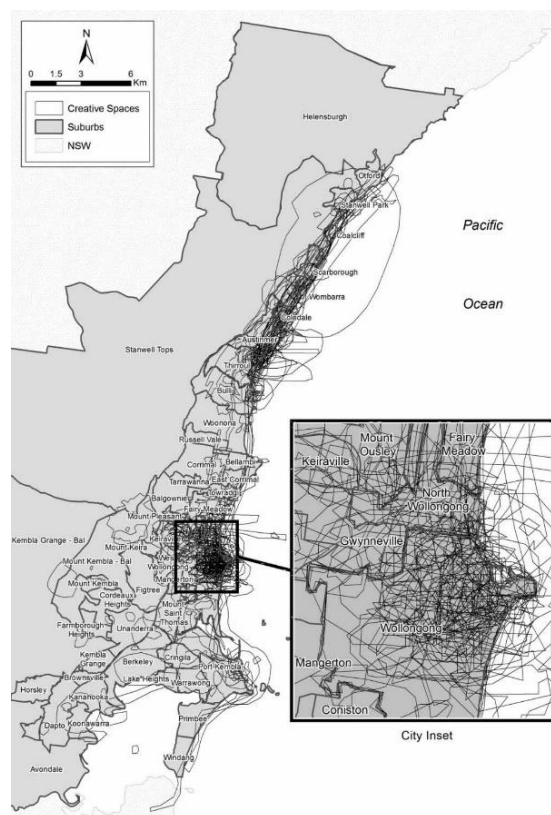 N
0 1.5 3 6
Km
Creative Spaces
Suburbs
NSW
Helensburgh
Otford
Stanwell Park
Pacific
Coalcliff
Scarborough
Ocean
Wombarra
Coledale
Stanwell Tops
Austinmer
Thirroul
Bulli
Woonona
Russell Vale
Corrimal
Bellambi
East Corrimal
Tarrawanna
Towradgi
Balgownie
Fairy Meadow
Mount Pleasant
Kembla Grange - Bal
Keiraville
Mount Keira
Mount Kembla - Bal
Wollongong
Mangerton
Mount Kembla
Figtree
Cordeaux
Heights
Mount
Saint
Thomas
Farmborough
Heights
Unanderra
Kembla
Grange
Cringila
Berkeley
Port Kembla
Brownsville
Lake Heights
Warrawong
Horsley
Kanahooka
Dapto
Koonawarra
Primbee
Windang
Avondale
Mount
Ousley
Fairy
Meadow
Keiraville
North
Wollongong
Gwynneville
Wollongong
Mangerton
Coniston
City Inset